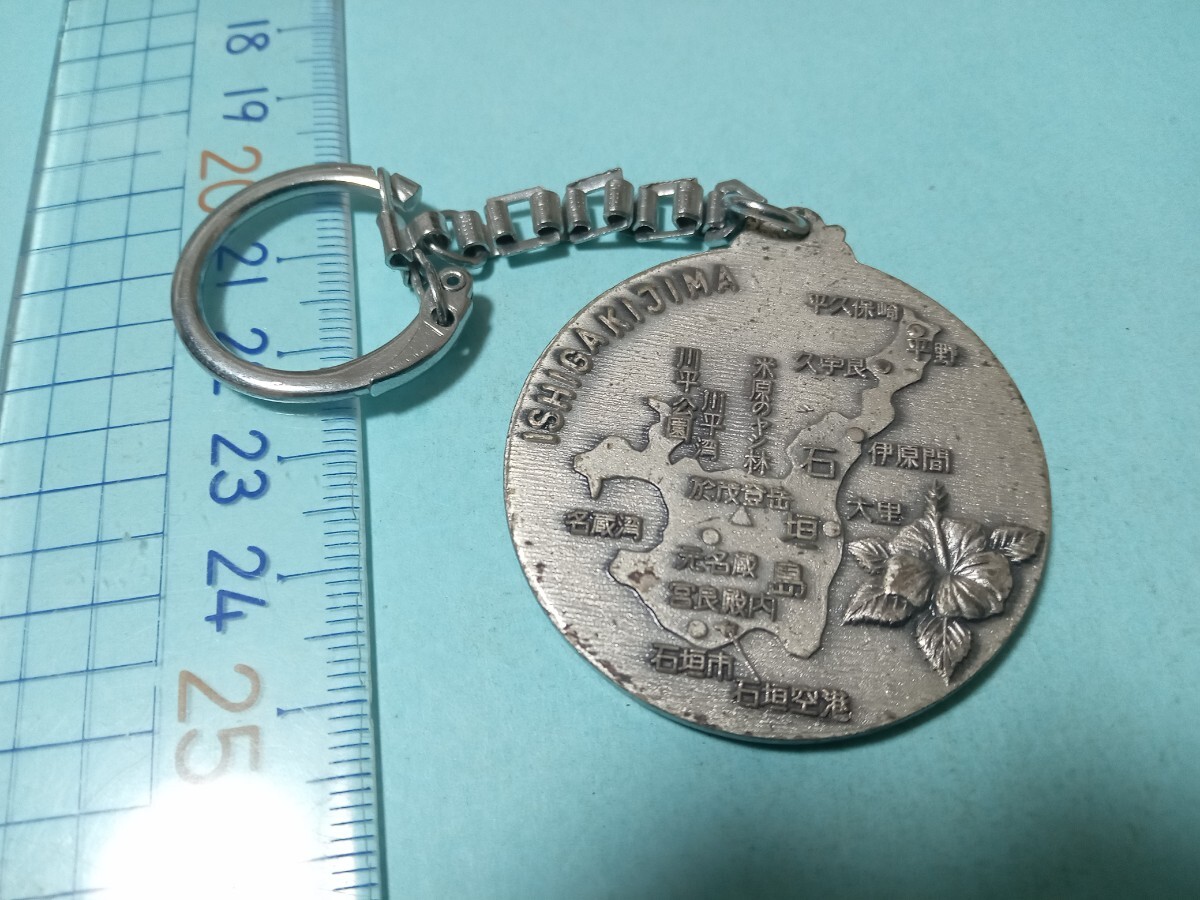 18
19
20
21
22
23
24
25
ISHIGAKIJIMA
平久保崎
平野
久宇良
川平公園
川平湾
米原のヤシ林
石垣島
伊原間
於茂登岳
大里
名蔵湾
元名蔵
宮良殿内
石垣市
石垣空港